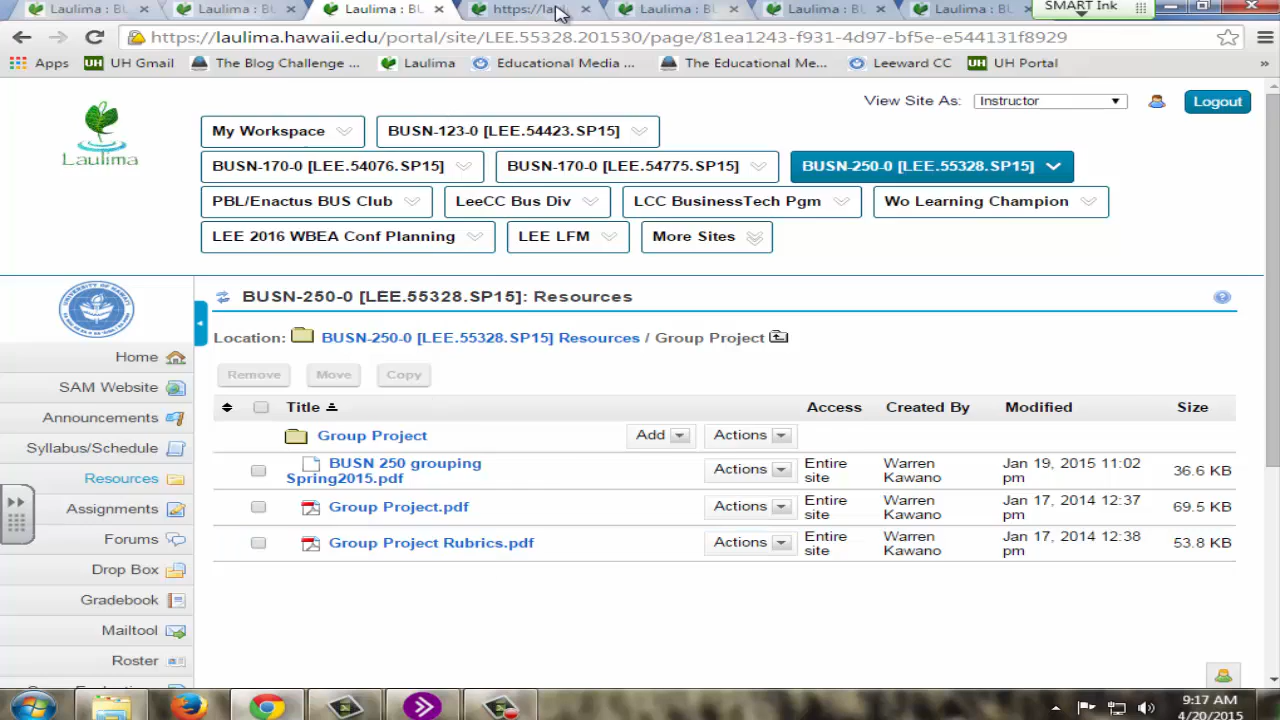 Laulima : BU
Laulima : BU
Laulima : BU
https://lau
Laulima : BU
Laulima : BU
Laulima : BU
SMART Ink
https://laulima.hawaii.edu/portal/site/LEE.55328.201530/page/81ea1243-f931-4d97-bf5e-e544131f8929
Apps
UH Gmail
The Blog Challenge ...
Laulima
Educational Media ...
The Educational Me...
Leeward CC
UH Portal
»
View Site As:
Instructor
Logout
Laulima
My Workspace
BUSN-123-0 [LEE.54423.SP15]
BUSN-170-0 [LEE.54076.SP15]
BUSN-170-0 [LEE.54775.SP15]
BUSN-250-0 [LEE.55328.SP15]
PBL/Enactus BUS Club
LeeCC Bus Div
LCC BusinessTech Pgm
Wo Learning Champion
LEE 2016 WBEA Conf Planning
LEE LFM
More Sites
BUSN-250-0 [LEE.55328.SP15]: Resources
Location: BUSN-250-0 [LEE.55328.SP15] Resources / Group Project
Remove
Move
Copy
Title
Access
Created By
Modified
Size
Group Project
Add
Actions
BUSN 250 grouping
Spring2015.pdf
Actions
Entire
site
Warren
Kawano
Jan 19, 2015 11:02
pm
36.6 KB
Group Project.pdf
Actions
Entire
site
Warren
Kawano
Jan 17, 2014 12:37
pm
69.5 KB
Group Project Rubrics.pdf
Actions
Entire
site
Warren
Kawano
Jan 17, 2014 12:38
pm
53.8 KB
Home
SAM Website
Announcements
Syllabus/Schedule
Resources
Assignments
Forums
Drop Box
Gradebook
Mailtool
Roster
9:17 AM
4/20/2015